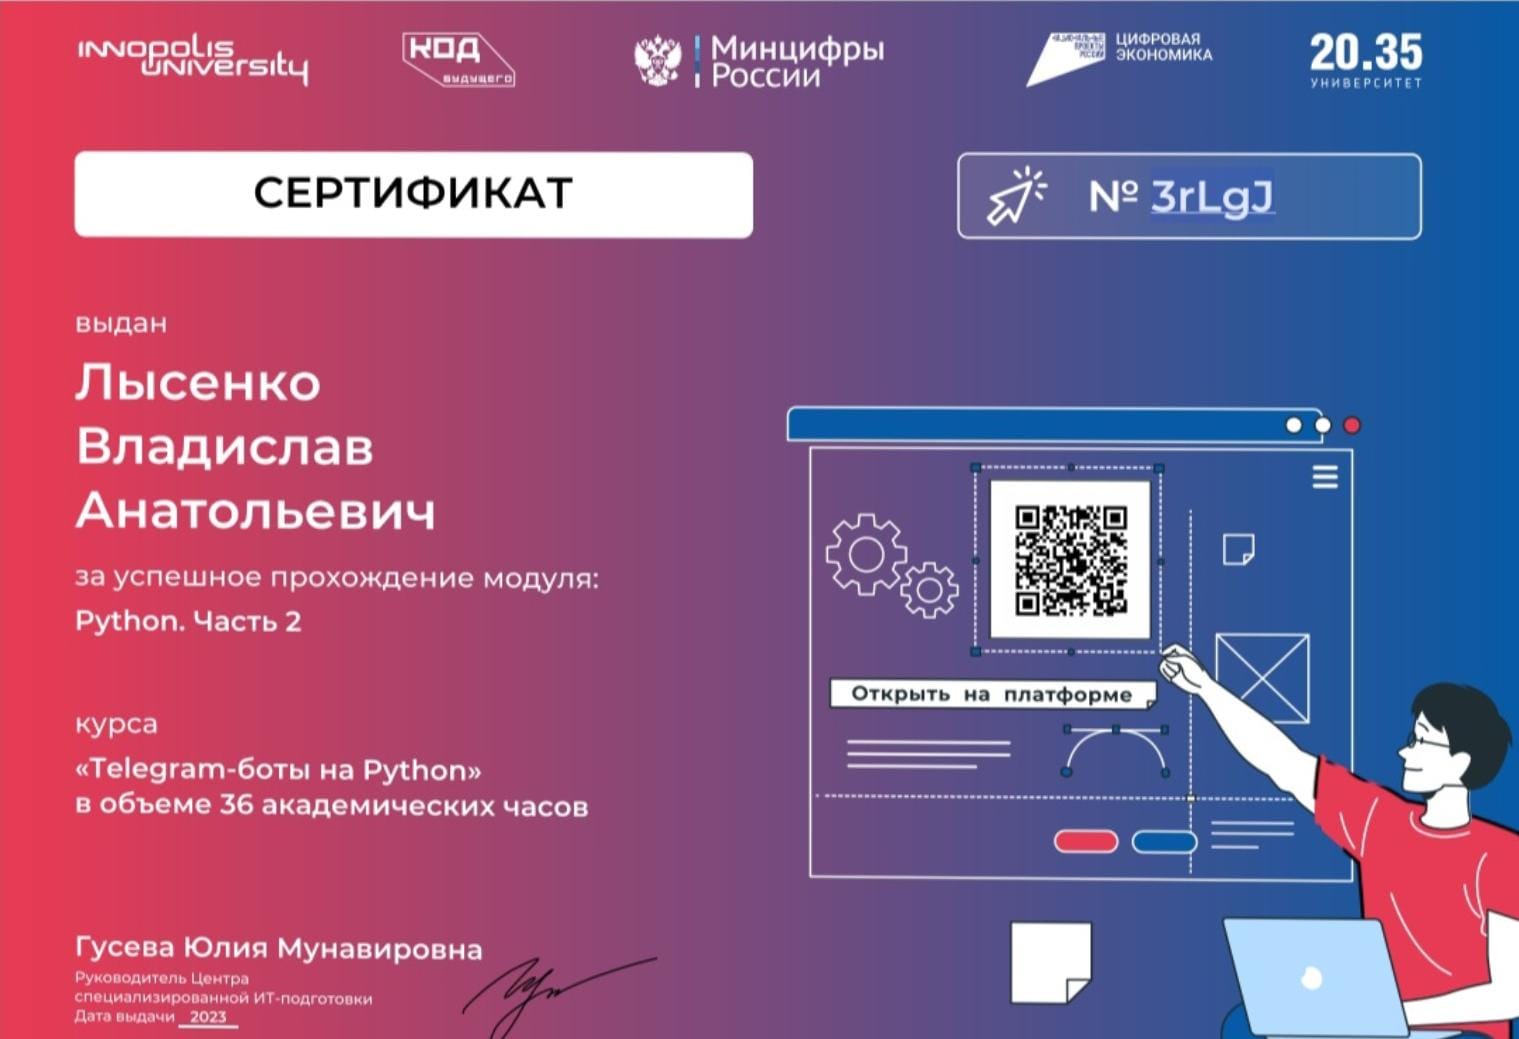 INNOPOLIS
UNIVERSITY
КОД
БУДУЩЕГО
Минцифры
России
НАЦИОНАЛЬНЫЕ
ПРОЕКТЫ
РОССИИ
ЦИФРОВАЯ
ЭКОНОМИКА
20.35
УНИВЕРСИТЕТ
СЕРТИФИКАТ
№ 3rLgJ
выдан
Лысенко
Владислав
Анатольевич
за успешное прохождение модуля:
Python. Часть 2
курса
«Telegram-боты на Python»
в объеме 36 академических часов
Открыть на платформе
Гусева Юлия Мунавировна
Руководитель Центра
специализированной ИТ-подготовки
Дата выдачи 2023